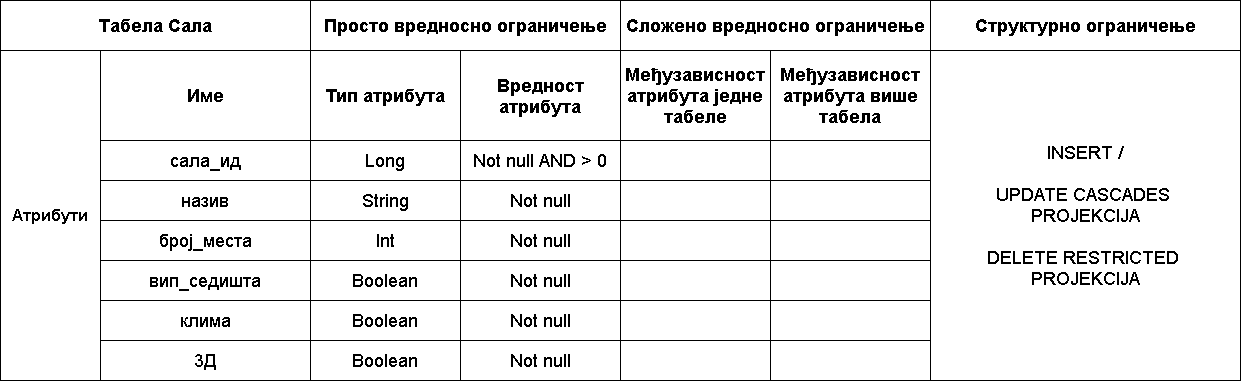 Табела Сала
Просто вредносно ограничење
Сложено вредносно ограничење
Структурно ограничење
Атрибути
Име
Тип атрибута
Вредност
атрибута
Међузависност
атрибута једне
табеле
Међузависност
атрибута више
табела
INSERT /
UPDATE CASCADES
PROJEKCIJA
DELETE RESTRICTED
PROJEKCIJA
сала_ид
Long
Not null AND > 0
назив
String
Not null
број_места
Int
Not null
вип_седишта
Boolean
Not null
клима
Boolean
Not null
3Д
Boolean
Not null